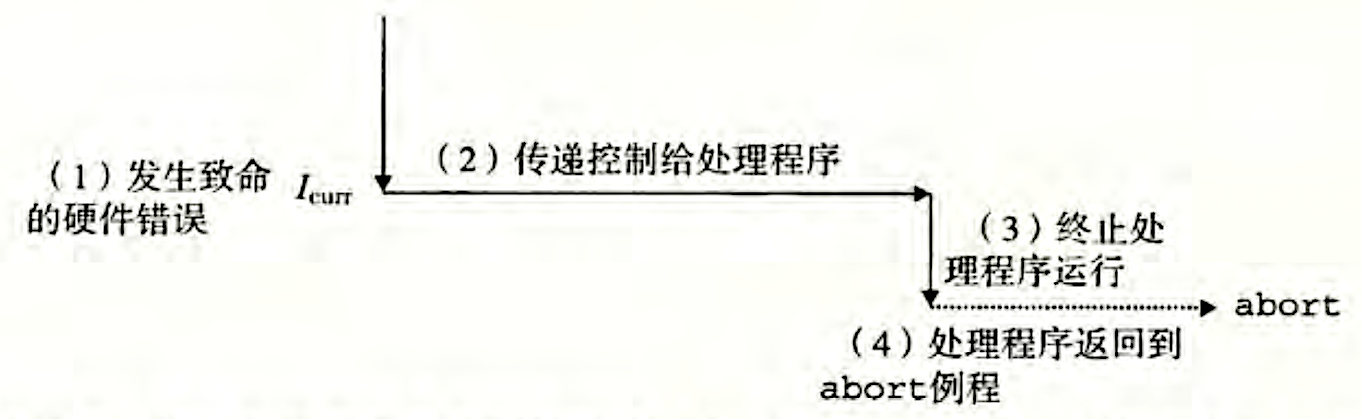 （1）发生致命
的硬件错误
Icurr
（2）传递控制给处理程序
（3）终止处
理程序运行
abort
（4）处理程序返回到
abort例程